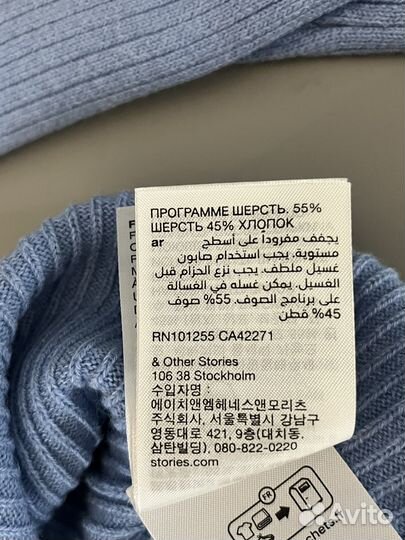 ПРОГРАММЕ ШЕРСТЬ. 55%
ШЕРСТЬ 45% ХЛОПОК
ar
يجفف مفروداً على أسطح
مستوية. يجب استخدام صابون
غسيل ملطف. يجب نزع الحزام قبل
الغسيل. يمكن غسله في الغسالة
على برنامج الصوف. 55% صوف
45% قطن
RN101255 CA42271
& Other Stories
106 38 Stockholm
수입자명 :
에이치앤엠헤네스앤모리츠
주식회사, 서울특별시 강남구
영동대로 421, 9층(대치동,
삼탄빌딩) 080-822-0220
stories.com
FR
Avito